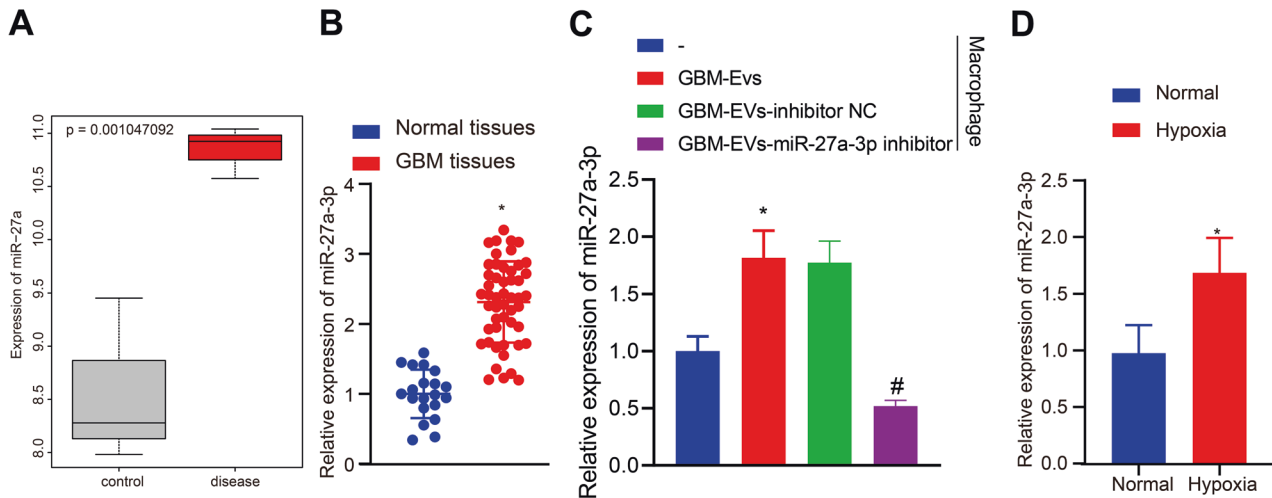 A
p = 0.001047092
Expression of miR−27a
11.0
10.5
10.0
9.5
9.0
8.5
8.0
control
disease
B
Normal tissues
GBM tissues
Relative expression of miR-27a-3p
4
3
2
1
0
*
C
-
GBM-Evs
GBM-EVs-inhibitor NC
GBM-EVs-miR-27a-3p inhibitor
Macrophage
Relative expression of miR-27a-3p
2.5
2.0
1.5
1.0
0.5
0.0
*
#
D
Normal
Hypoxia
Relative expression of miR-27a-3p
2.5
2.0
1.5
1.0
0.5
0.0
*
Normal
Hypoxia